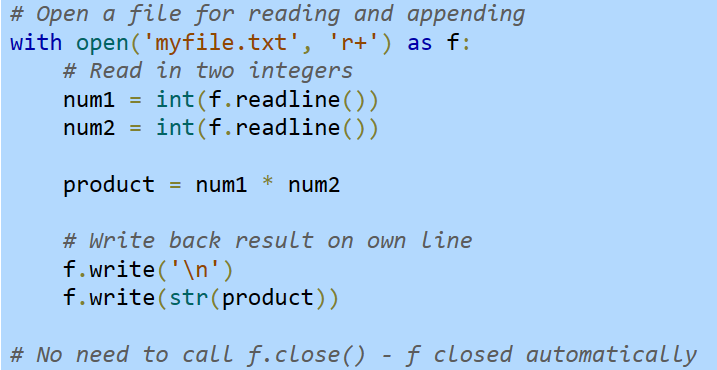 # Open a file for reading and appending
with open('myfile.txt', 'r+') as f:
    # Read in two integers
    num1 = int(f.readline())
    num2 = int(f.readline())

    product = num1 * num2

    # Write back result on own line
    f.write('\n')
    f.write(str(product))

# No need to call f.close() - f closed automatically